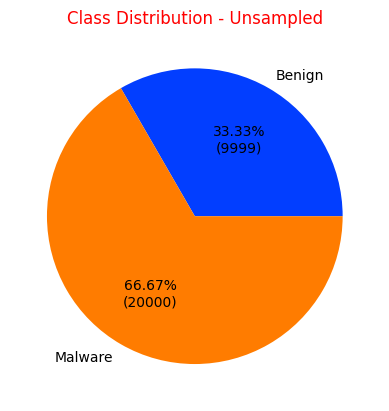 Class Distribution - Unsampled
Benign
33.33%
(9999)
66.67%
(20000)
Malware